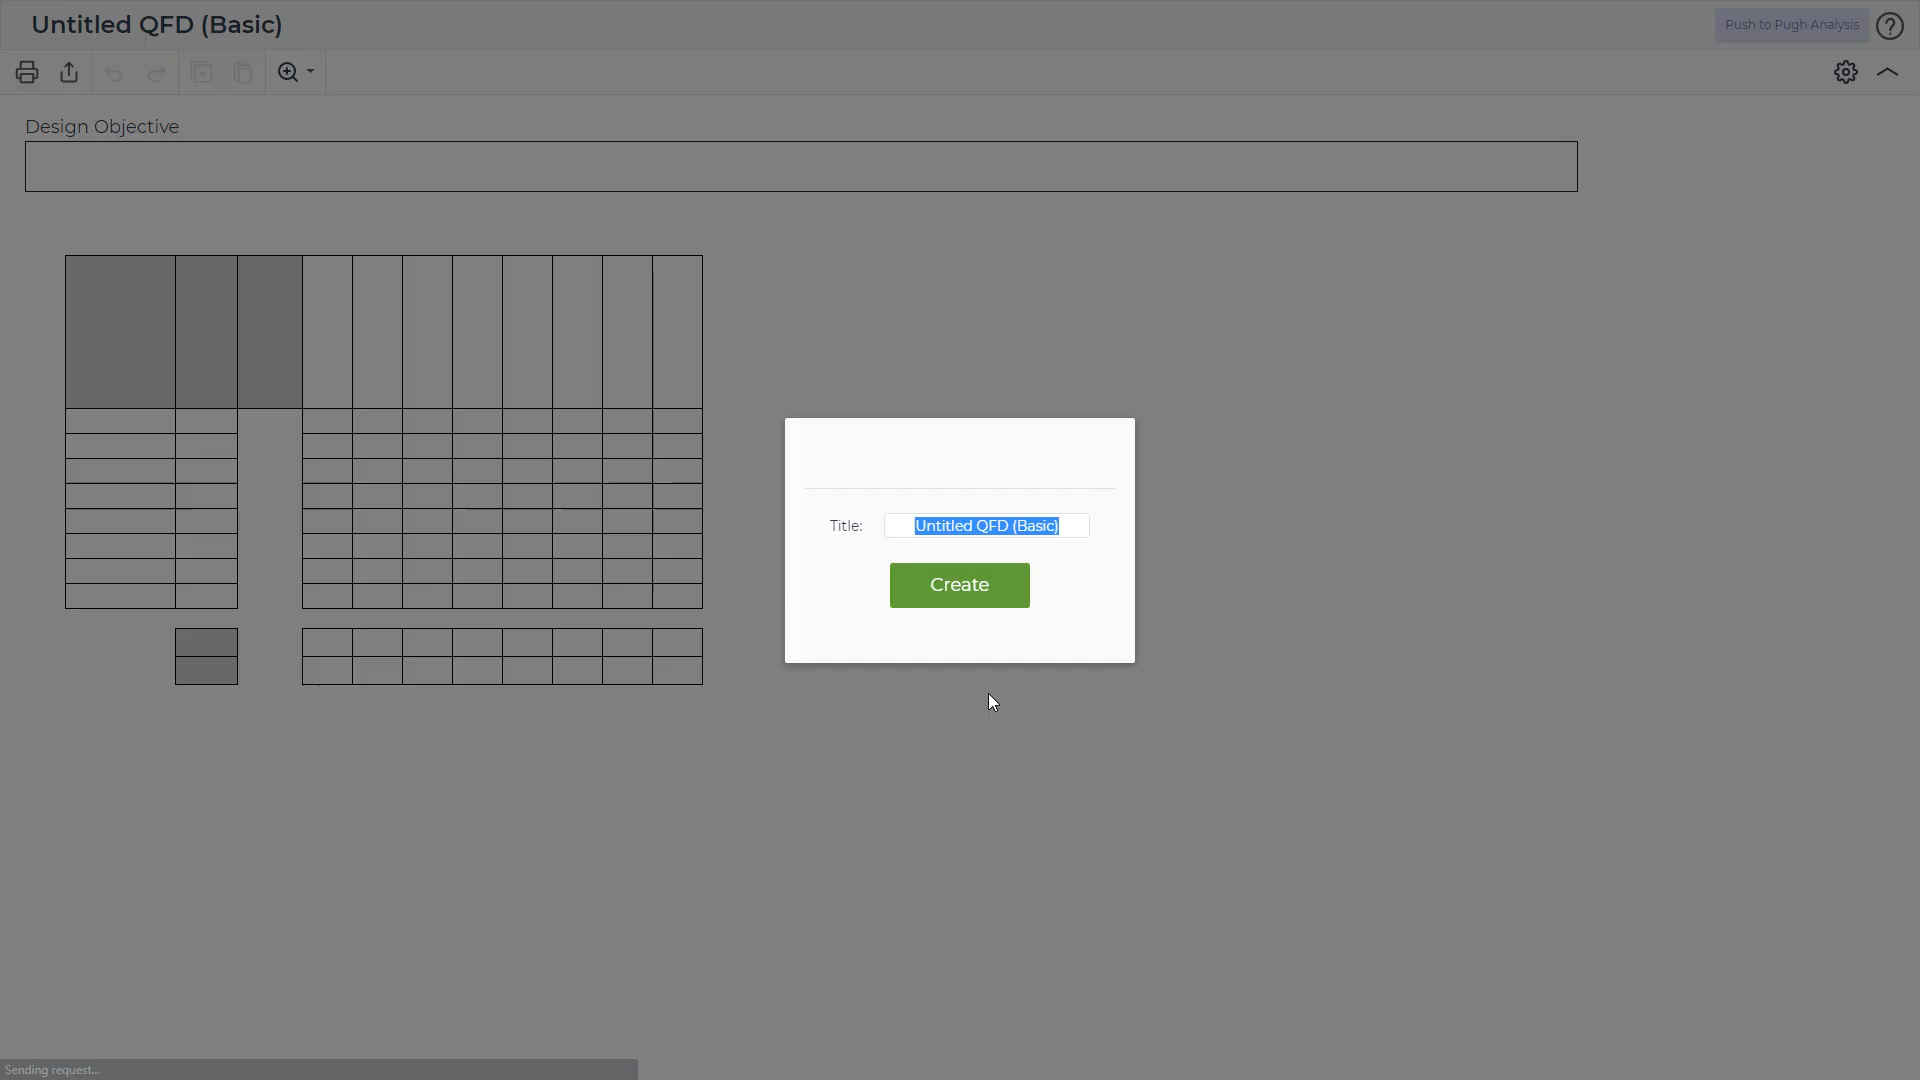 Untitled QFD (Basic)
Push to Pugh Analysis
Design Objective
Title: Untitled QFD (Basic)
Create
Sending request...